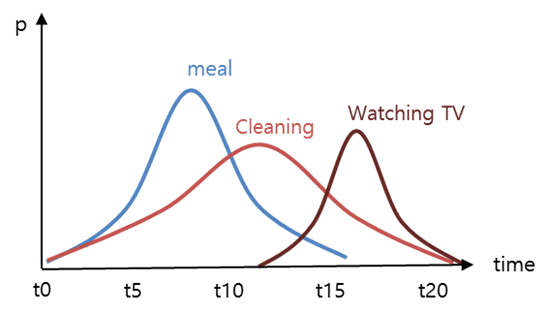 p
meal
Cleaning
Watching TV
time
t0 t5 t10 t15 t20